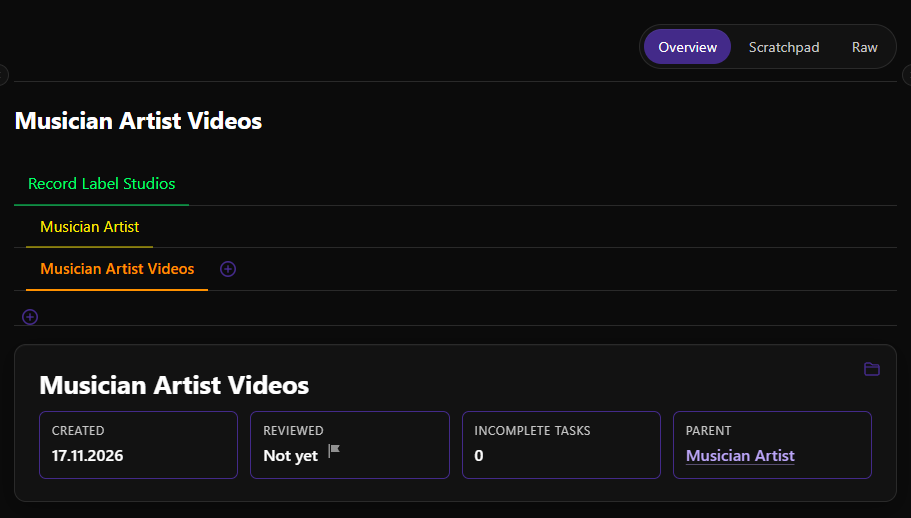 Overview Scratchpad Raw
Musician Artist Videos
Record Label Studios
Musician Artist
Musician Artist Videos
Musician Artist Videos
CREATED REVIEWED INCOMPLETE TASKS PARENT
17.11.2026 Not yet 0 Musician Artist